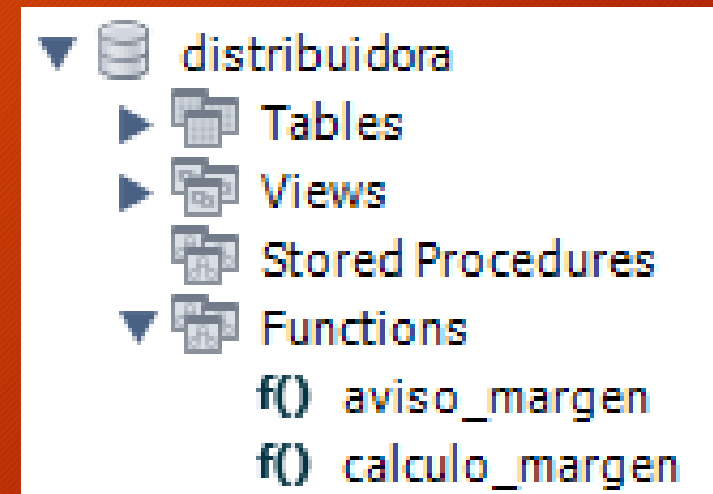 distribuidora
Tables
Views
Stored Procedures
Functions
f() aviso_margen
f() calculo_margen